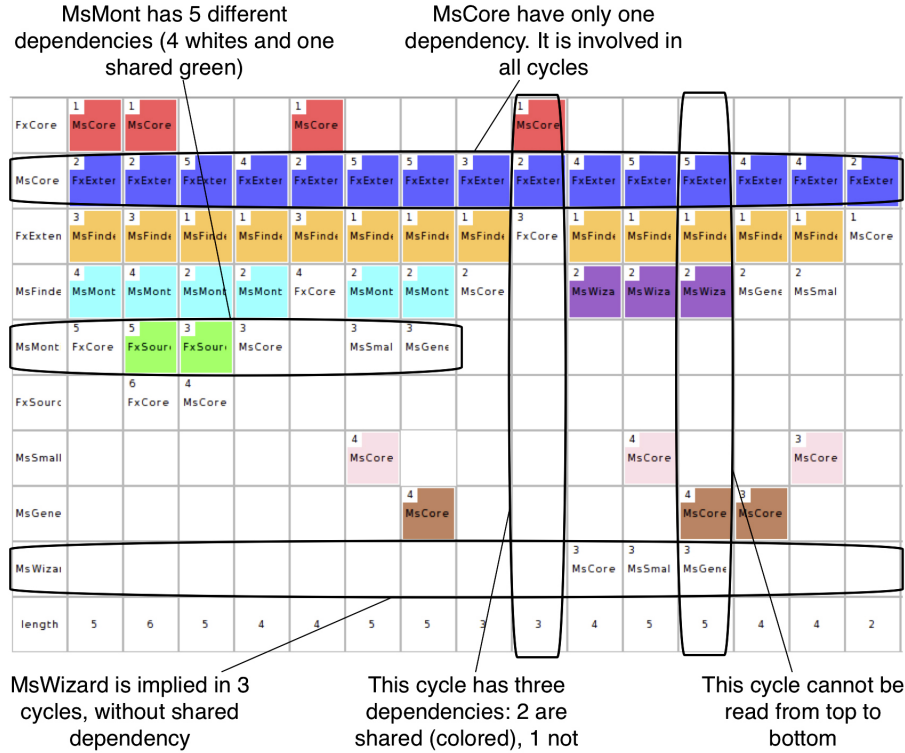 MsMont has 5 different
dependencies (4 whites and one
shared green)
MsCore have only one
dependency. It is involved in
all cycles
FxCore 1 MsCore 1 MsCore 1 MsCore 1 MsCore
MsCore 2 FxExter 2 FxExter 5 FxExter 4 FxExter 2 FxExter 5 FxExter 5 FxExter 3 FxExter 2 FxExter 4 FxExter 5 FxExter 5 FxExter 4 FxExter 4 FxExter 2 FxExter
FxExten 3 MsFinde 3 MsFinde 1 MsFinde 1 MsFinde 3 MsFinde 1 MsFinde 1 MsFinde 1 MsFinde 3 FxCore 1 MsFinde 1 MsFinde 1 MsFinde 1 MsFinde 1 MsFinde 1 MsCore
MsFinde 4 MsMont 4 MsMont 2 MsMont 2 MsMont 4 FxCore 2 MsMont 2 MsMont 2 MsCore 2 MsWiza 2 MsWiza 2 MsWiza 2 MsGene 2 MsSmal
MsMont 5 FxCore 5 FxSour 3 FxSour 3 MsCore 3 MsSmal 3 MsGene
FxSourc 6 FxCore 4 MsCore
MsSmall 4 MsCore 4 MsCore 3 MsCore
MsGene 4 MsCore 4 MsCore 3 MsCore
MsWizar 3 MsCore 3 MsSmal 3 MsGene
length 5 6 5 4 4 5 5 3 3 4 5 5 4 4 2
MsWizard is implied in 3
cycles, without shared
dependency
This cycle has three
dependencies: 2 are
shared (colored), 1 not
This cycle cannot be
read from top to
bottom